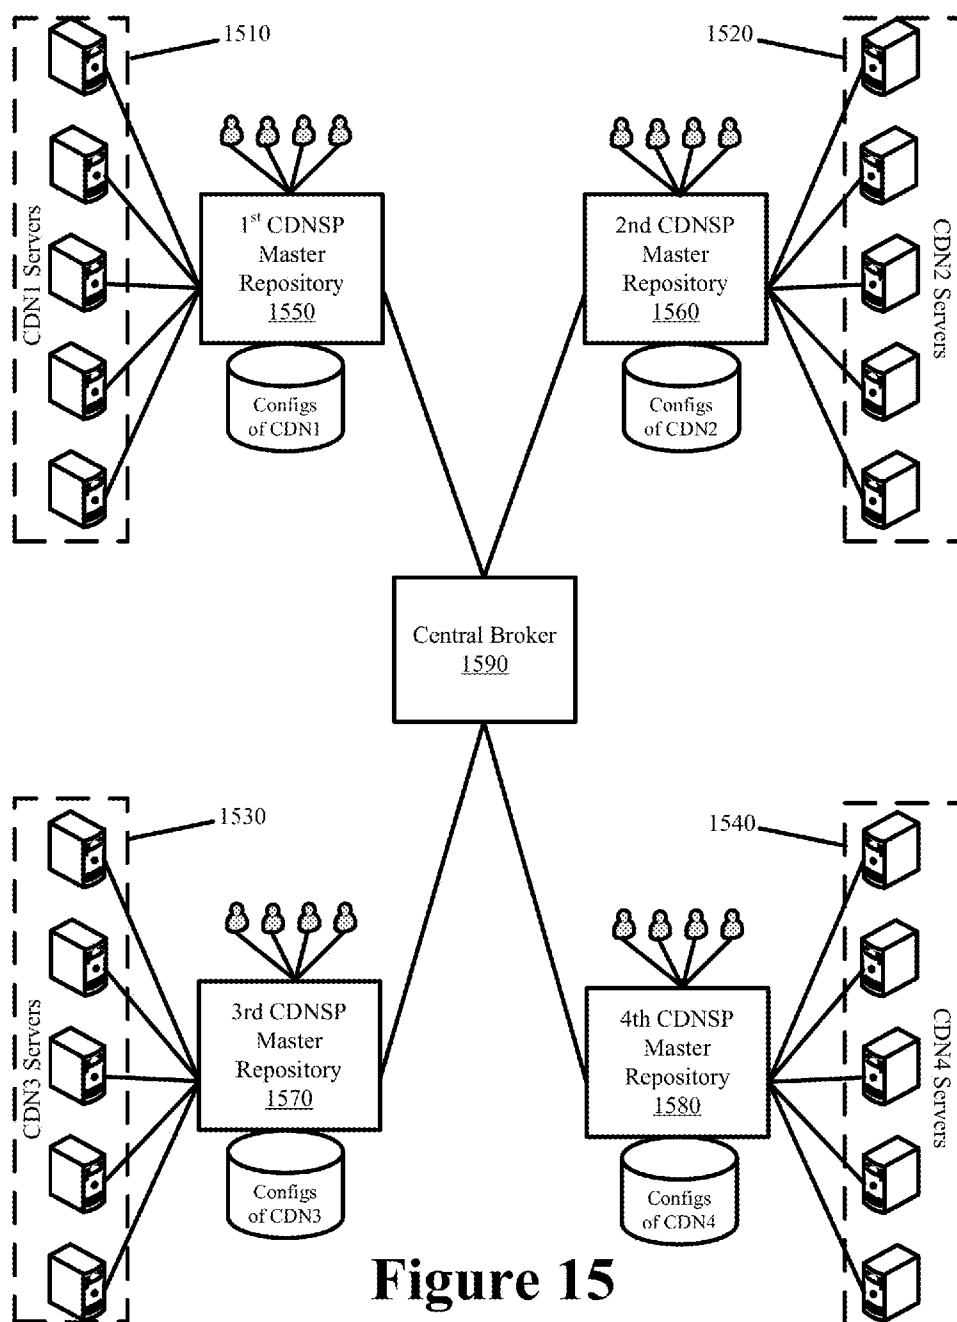 1510
1520
CDN1 Servers
1st CDNSP
Master
Repository
1550
Configs
of CDN1
2nd CDNSP
Master
Repository
1560
Configs
of CDN2
CDN2 Servers
Central Broker
1590
1530
1540
CDN3 Servers
3rd CDNSP
Master
Repository
1570
Configs
of CDN3
4th CDNSP
Master
Repository
1580
Configs
of CDN4
CDN4 Servers
Figure 15